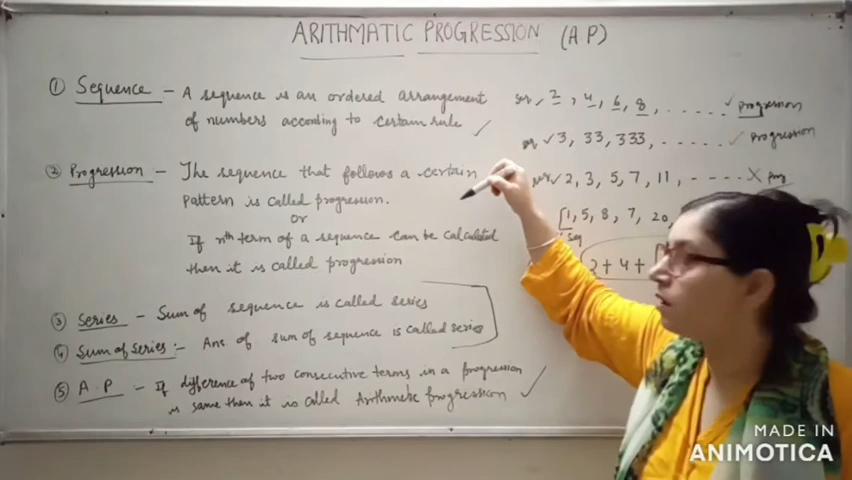 ARITHMATIC PROGRESSION (A P)
① Sequence – A sequence is an ordered arrangement
of numbers according to certain rule ✓
② Progression – The sequence that follows a certain
pattern is called progression.
or
If nth term of a sequence can be calculated
then it is called progression
③ Series – Sum of sequence is called series
④ Sum of Series :- Ans. of sum of sequence is called series
⑤ A.P – If difference of two consecutive terms in a progression
is same then it is called Arithmetic progression ✓
✓ 2, 4, 6, 8, ...... ✓ progression
✓ 3, 33, 333, ...... ✓ progression
✓ 2, 3, 5, 7, 11, - .... X
[1, 5, 8, 7, 20,
seq
2 + 4 +
MADE IN
ANIMOTICA